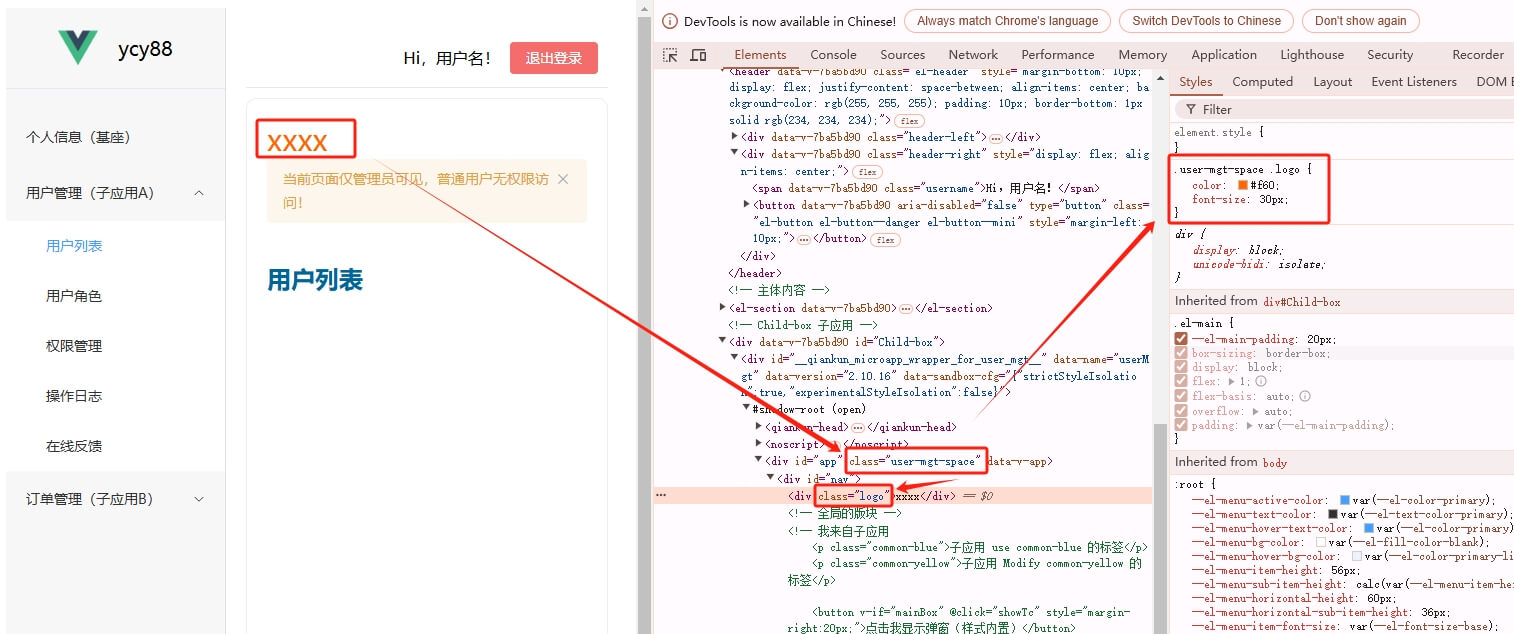 ycy88
Hi，用户名！
退出登录
个人信息（基座）
用户管理（子应用A）
用户列表
用户角色
权限管理
操作日志
在线反馈
订单管理（子应用B）
xxxx
当前页面仅管理员可见，普通用户无权限访
问！
用户列表
DevTools is now available in Chinese!
Always match Chrome's language
Switch DevTools to Chinese
Don't show again
Elements
Console
Sources
Network
Performance
Memory
Application
Lighthouse
Security
Recorder
<header data-v-7ba5bd90 class="el-header" style="margin-bottom: 10px;
display: flex; justify-content: space-between; align-items: center; ba
ckground-color: rgb(255, 255, 255); padding: 10px; border-bottom: 1px
solid rgb(234, 234, 234);"> flex
<div data-v-7ba5bd90 class="header-left"> … </div>
<div data-v-7ba5bd90 class="header-right" style="display: flex; alig
n-items: center;"> flex
<span data-v-7ba5bd90 class="username">Hi，用户名！</span>
<button data-v-7ba5bd90 aria-disabled="false" type="button" class=
"el-button el-button--danger el-button--mini" style="margin-left:
10px;"> … </button> flex
</div>
</header>
<!-- 主体内容 -->
<el-section data-v-7ba5bd90> … </el-section>
<!-- Child-box 子应用 -->
<div data-v-7ba5bd90 id="Child-box">
<div id="__qiankun_microapp_wrapper_for_user_mgt__" data-name="userM
gt" data-version="2.10.16" data-sandbox-cfg="{"strictStyleIsolatio
n":true,"experimentalStyleIsolation":false}">
#shadow-root (open)
<qiankun-head> … </qiankun-head>
<noscript> </noscript>
<div id="app" class="user-mgt-space" data-v-app>
<div id="nav">
<div class="logo">xxxx</div> == $0
<!-- 全局的版块 -->
<!-- 我来自子应用
<p class="common-blue">子应用 use common-blue 的标签</p>
<p class="common-yellow">子应用 Modify common-yellow 的
标签</p>
<button v-if="mainBox" @click="showTc" style="margin-
right:20px;">点击我显示弹窗（样式内置）</button>
Styles
Computed
Layout
Event Listeners
DOM
Filter
element.style {
}
.user-mgt-space .logo {
color: #f60;
font-size: 30px;
}
div {
display: block;
unicode-bidi: isolate;
}
Inherited from div#Child-box
.el-main {
--el-main-padding: 20px;
box-sizing: border-box;
display: block;
flex: 1;
flex-basis: auto;
overflow: auto;
padding: var(--el-main-padding);
}
Inherited from body
:root {
--el-menu-active-color: var(--el-color-primary);
--el-menu-text-color: var(--el-text-color-primary);
--el-menu-hover-text-color: var(--el-color-primary)
--el-menu-bg-color: var(--el-fill-color-blank);
--el-menu-hover-bg-color: var(--el-color-primary-li
--el-menu-item-height: 56px;
--el-menu-sub-item-height: calc(var(--el-menu-item-he
--el-menu-horizontal-height: 60px;
--el-menu-horizontal-sub-item-height: 36px;
--el-menu-item-font-size: var(--el-font-size-base);